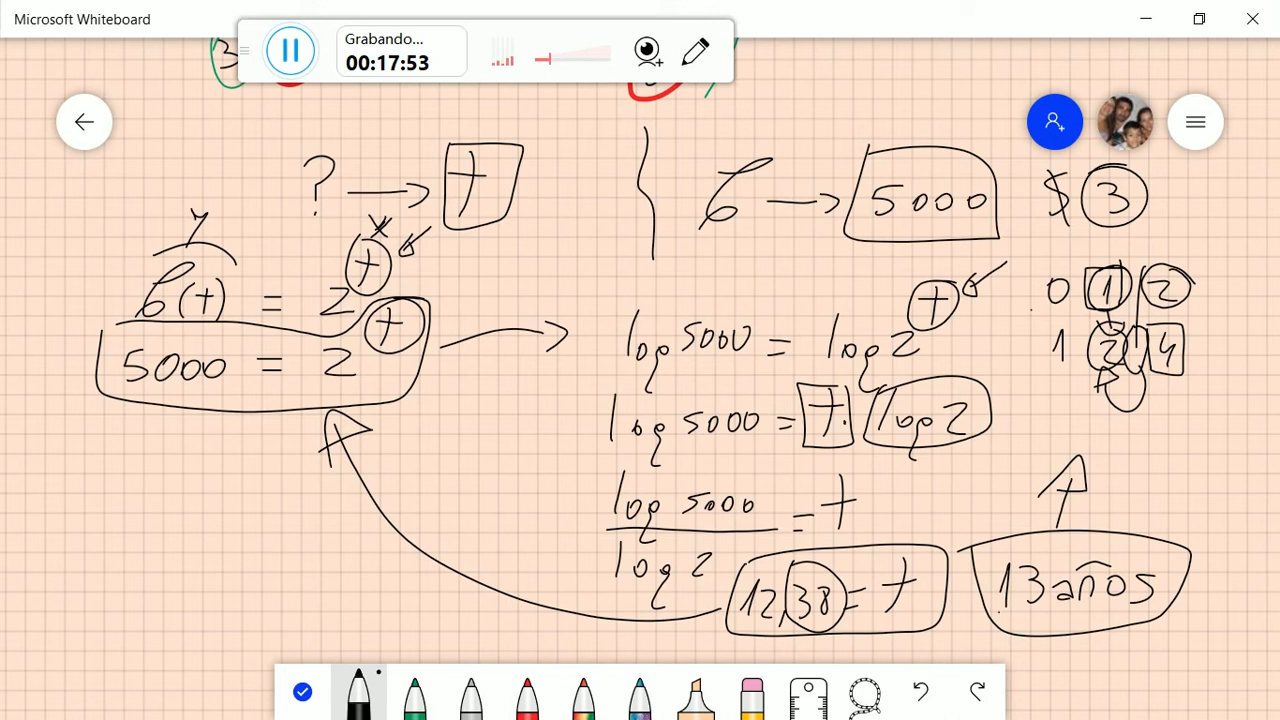 Microsoft Whiteboard
Grabando...
00:17:53
3
? → t
6 → 5000
$ 3
y
x
6(t) = 2^t
5000 = 2^t
0 1 2
1 2 4
log 5000 = log 2^t
log 5000 = t · log 2
log 5000 / log 2 = t
12,38 = t
13 años